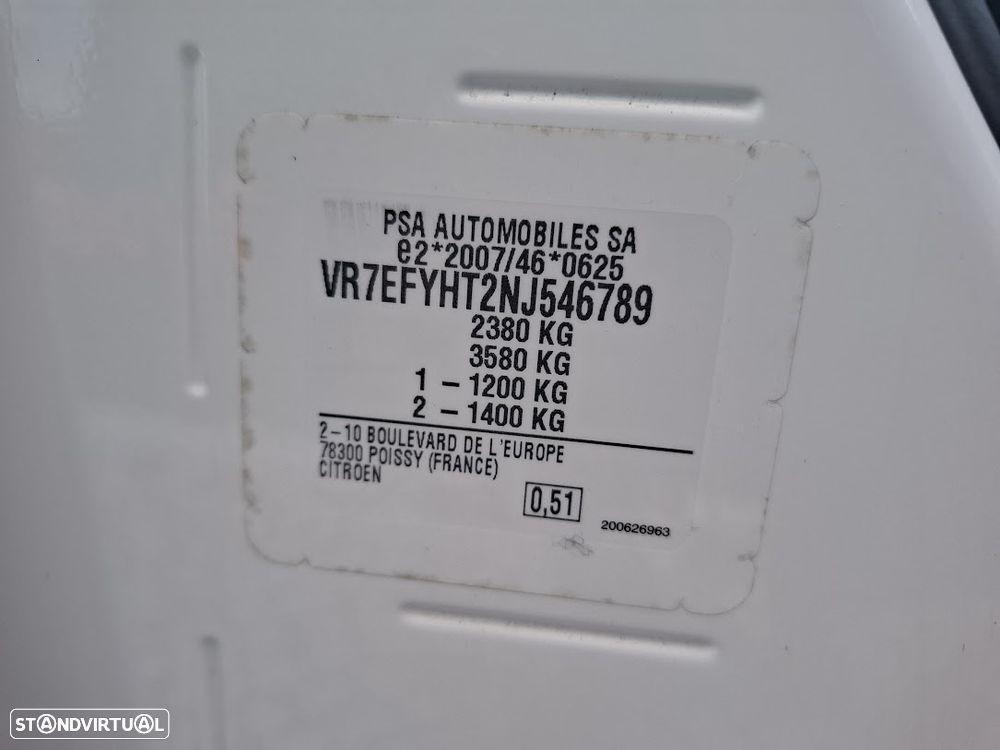 PSA AUTOMOBILES SA
e2*2007/46*0625
VR7EFYHT2NJ546789
2380 KG
3580 KG
1 – 1200 KG
2 – 1400 KG
2–10 BOULEVARD DE L'EUROPE
78300 POISSY (FRANCE)
CITROEN
0,51
200626963
STANDVIRTUAL